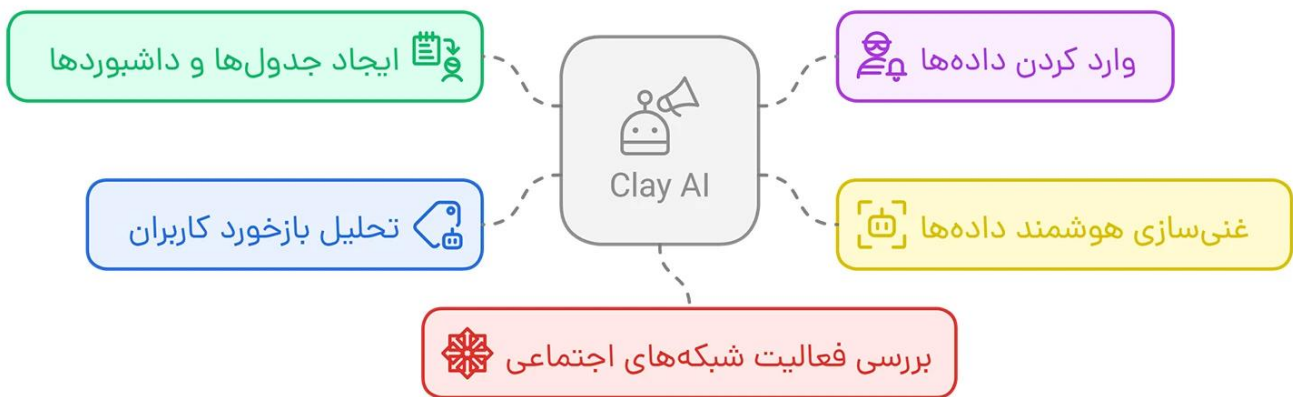 وارد کردن داده‌ها
ایجاد جدول‌ها و داشبوردها
Clay AI
غنی‌سازی هوشمند داده‌ها
تحلیل بازخورد کاربران
بررسی فعالیت شبکه‌های اجتماعی